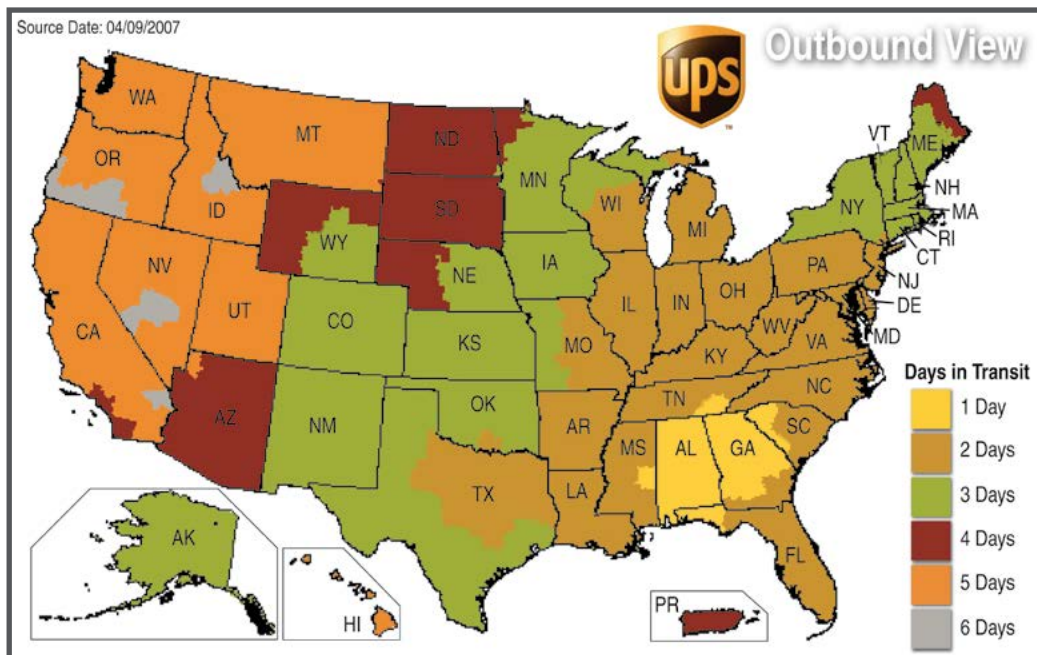 Source Date: 04/09/2007
ups
Outbound View
WA
MT
ND
MN
VT
ME
OR
ID
SD
WI
MI
NY
NH
MA
RI
CT
WY
NE
IA
PA
NJ
DE
MD
NV
UT
CO
KS
MO
IL
IN
OH
WV
VA
KY
CA
AZ
NM
OK
AR
TN
NC
SC
TX
LA
MS
AL
GA
FL
AK
HI
PR
Days in Transit
1 Day
2 Days
3 Days
4 Days
5 Days
6 Days